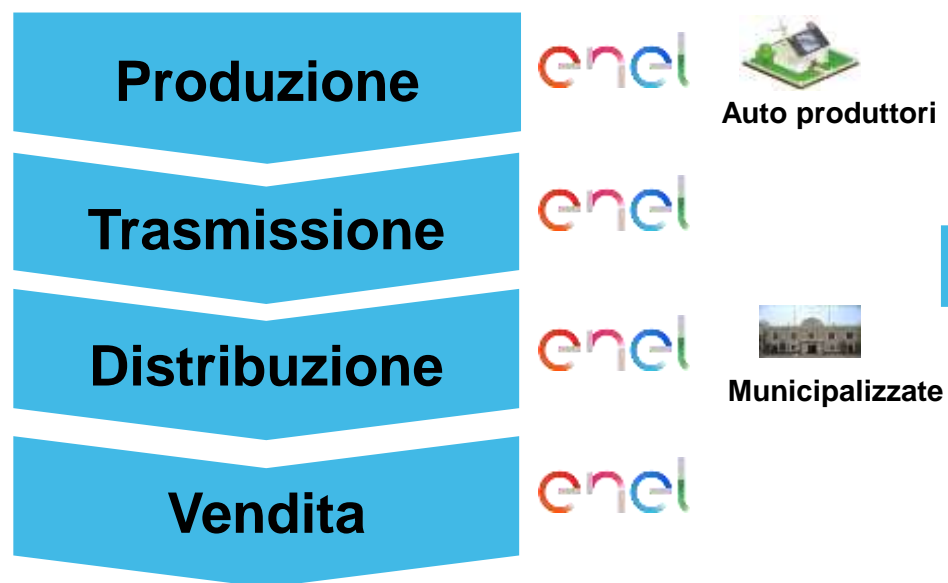 Produzione
enel
Auto produttori
Trasmissione
enel
Distribuzione
enel
Municipalizzate
Vendita
enel